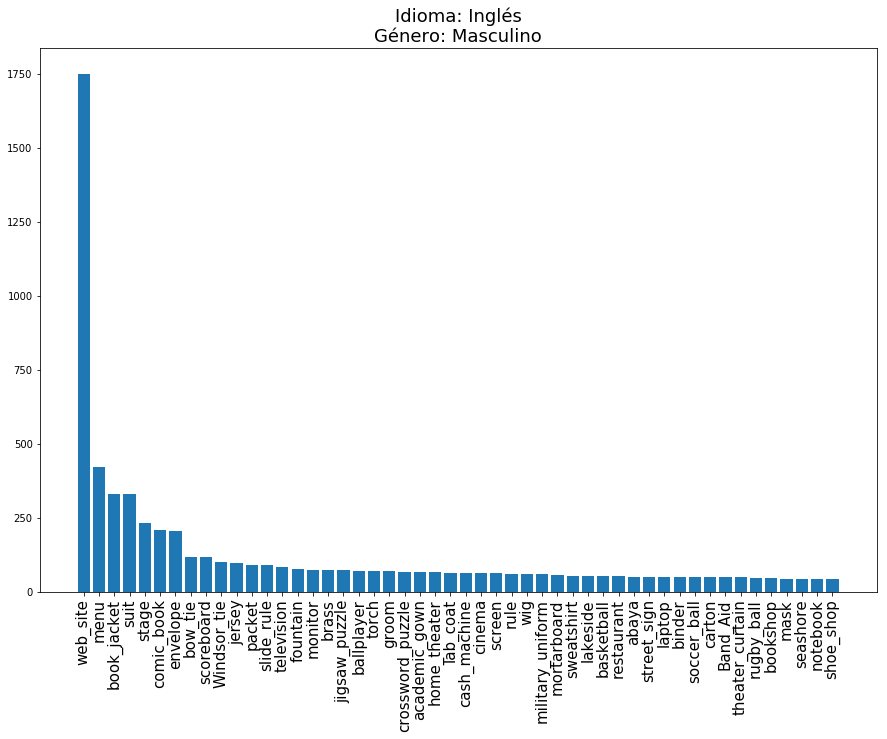 Idioma: Inglés
Género: Masculino
1750
1500
1250
1000
750
500
250
0
web_site
menu
book_jacket
suit
stage
comic_book
envelope
bow_tie
scoreboard
Windsor_tie
jersey
packet
slide_rule
television
fountain
monitor
brass
jigsaw_puzzle
ballplayer
torch
groom
crossword_puzzle
academic_gown
home_theater
lab_coat
cash_machine
cinema
screen
rule
wig
military_uniform
mortarboard
sweatshirt
lakeside
basketball
restaurant
abaya
street_sign
laptop
binder
soccer_ball
carton
Band_Aid
theater_curtain
rugby_ball
bookshop
mask
seashore
notebook
shoe_shop